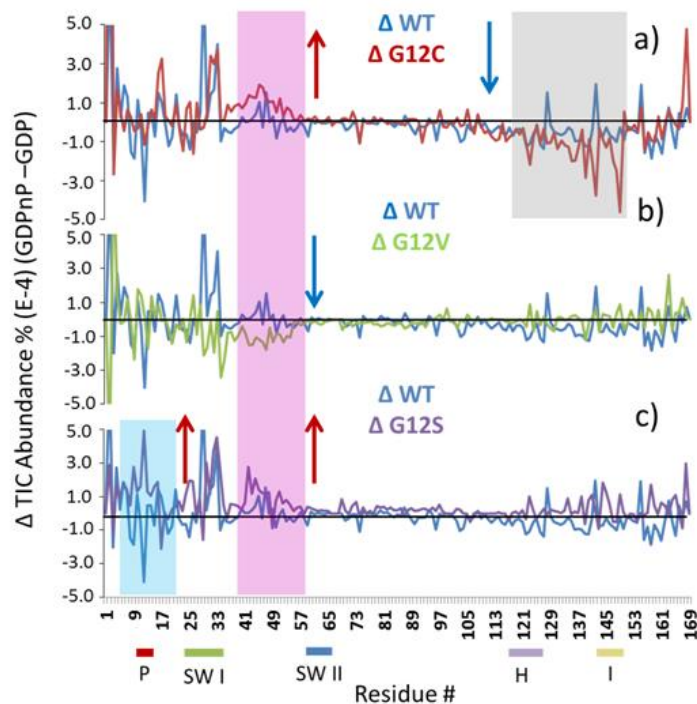 5.0
3.0
1.0
-1.0
-3.0
-5.0
Δ WT
Δ G12C
a)
5.0
3.0
1.0
-1.0
-3.0
-5.0
Δ WT
Δ G12V
b)
5.0
3.0
1.0
-1.0
-3.0
-5.0
Δ WT
Δ G12S
c)
Δ TIC Abundance % (E-4) (GDPnP –GDP)
1 9 17 25 33 41 49 57 65 73 81 89 97 105 113 121 129 137 145 153 161 169
P SW I SW II H I
Residue #